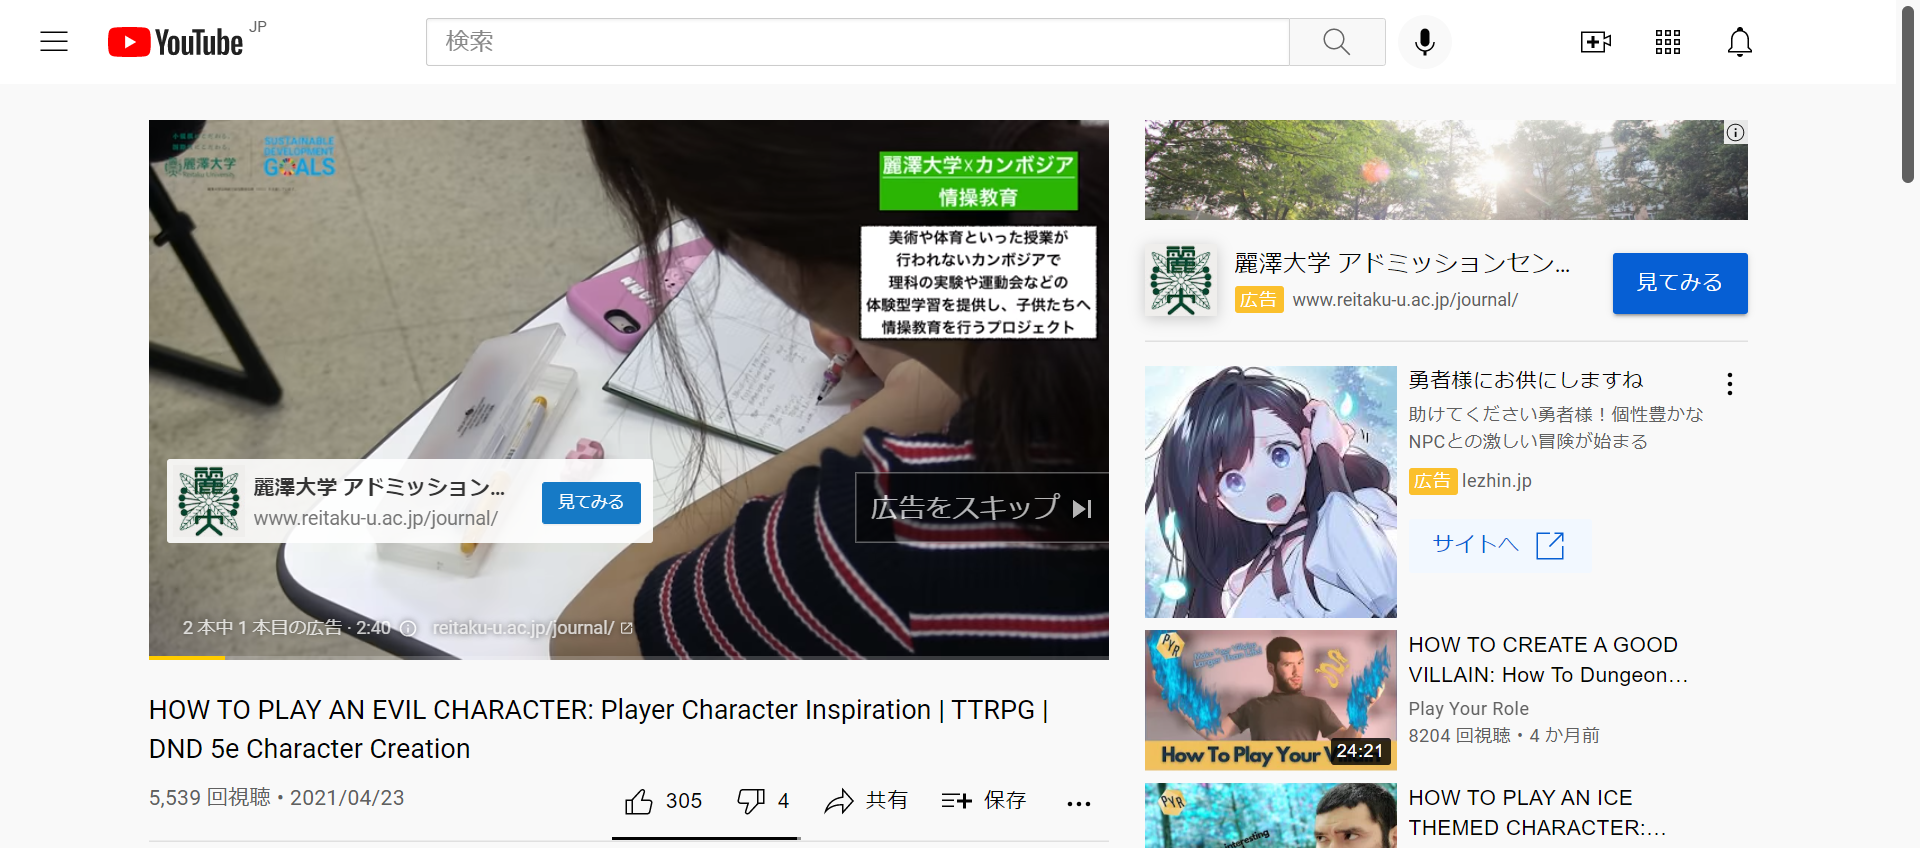 YouTube JP
検索
SUSTAINABLE
DEVELOPMENT
GOALS
麗澤大学
麗澤大学×カンボジア
情操教育
美術や体育といった授業が
行われないカンボジアで
理科の実験や運動会などの
体験型学習を提供し、子供たちへ
情操教育を行うプロジェクト
麗澤大学 アドミッション...
www.reitaku-u.ac.jp/journal/
見てみる
広告をスキップ
2 本中 1 本目の広告 · 2:40
reitaku-u.ac.jp/journal/
HOW TO PLAY AN EVIL CHARACTER: Player Character Inspiration | TTRPG |
DND 5e Character Creation
5,539 回視聴 • 2021/04/23
305
4
共有
保存
麗澤大学 アドミッションセン...
広告 www.reitaku-u.ac.jp/journal/
見てみる
勇者様にお供にしますね
助けてください勇者様！個性豊かな
NPCとの激しい冒険が始まる
広告 lezhin.jp
サイトへ
PYR
How To Play Your
24:21
HOW TO CREATE A GOOD
VILLAIN: How To Dungeon...
Play Your Role
8204 回視聴 • 4 か月前
PYR
interesting
HOW TO PLAY AN ICE
THEMED CHARACTER:...